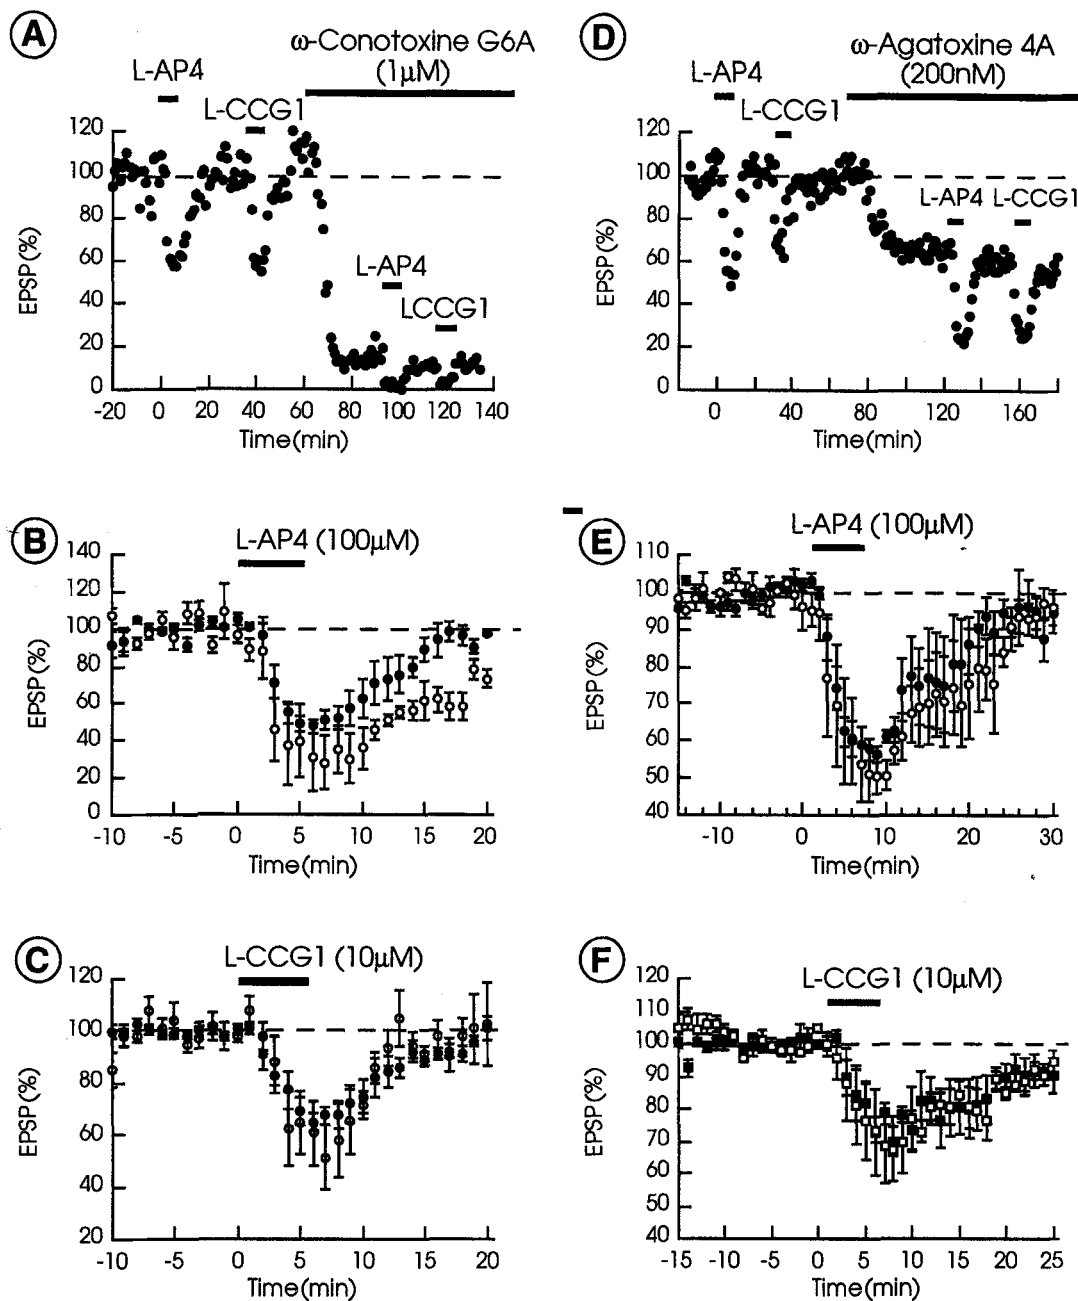 A
ω-Conotoxine G6A
(1μM)
L-AP4
L-CCG1
L-AP4
LCCG1
EPSP(%)
120
100
80
60
40
20
0
-20 0 20 40 60 80 100 120 140
Time(min)
D
ω-Agatoxine 4A
(200nM)
L-AP4
L-CCG1
L-AP4 L-CCG1
EPSP(%)
120
100
80
60
40
20
0
0 40 80 120 160
Time(min)
B
L-AP4 (100μM)
EPSP(%)
140
120
100
80
60
40
20
0
-10 -5 0 5 10 15 20
Time(min)
E
L-AP4 (100μM)
EPSP(%)
110
100
90
80
70
60
50
40
-10 0 10 20 30
Time(min)
C
L-CCG1 (10μM)
EPSP(%)
120
100
80
60
40
20
-10 -5 0 5 10 15 20
Time(min)
F
L-CCG1 (10μM)
EPSP(%)
120
110
100
90
80
70
60
50
40
-15 -10 -5 0 5 10 15 20 25
Time(min)